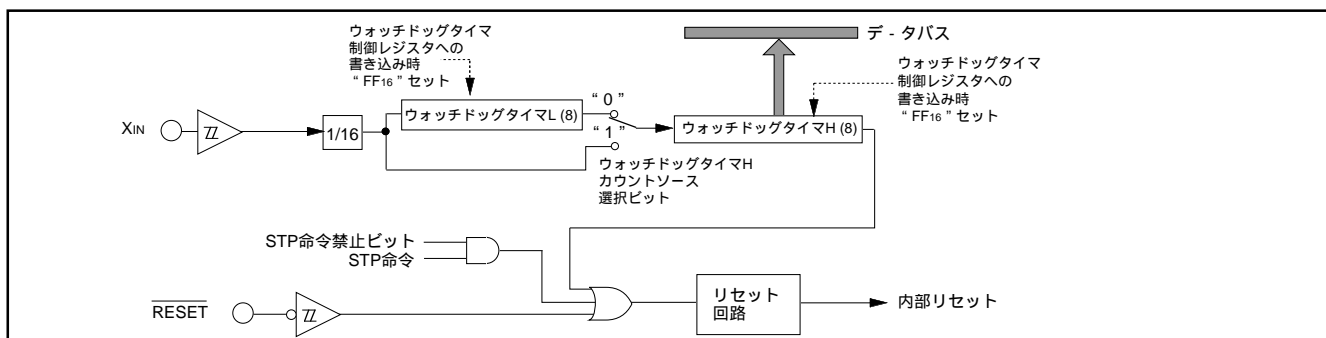 ウォッチドッグタイマ
制御レジスタへの
書き込み時
“ FF16 ” セット
デ - タバス
ウォッチドッグタイマ
制御レジスタへの
書き込み時
“ FF16 ” セット
XIN
1/16
ウォッチドッグタイマL (8)
“ 0 ”
“ 1 ”
ウォッチドッグタイマH (8)
ウォッチドッグタイマH
カウントソース
選択ビット
STP命令禁止ビット
STP命令
RESET
リセット
回路
内部リセット